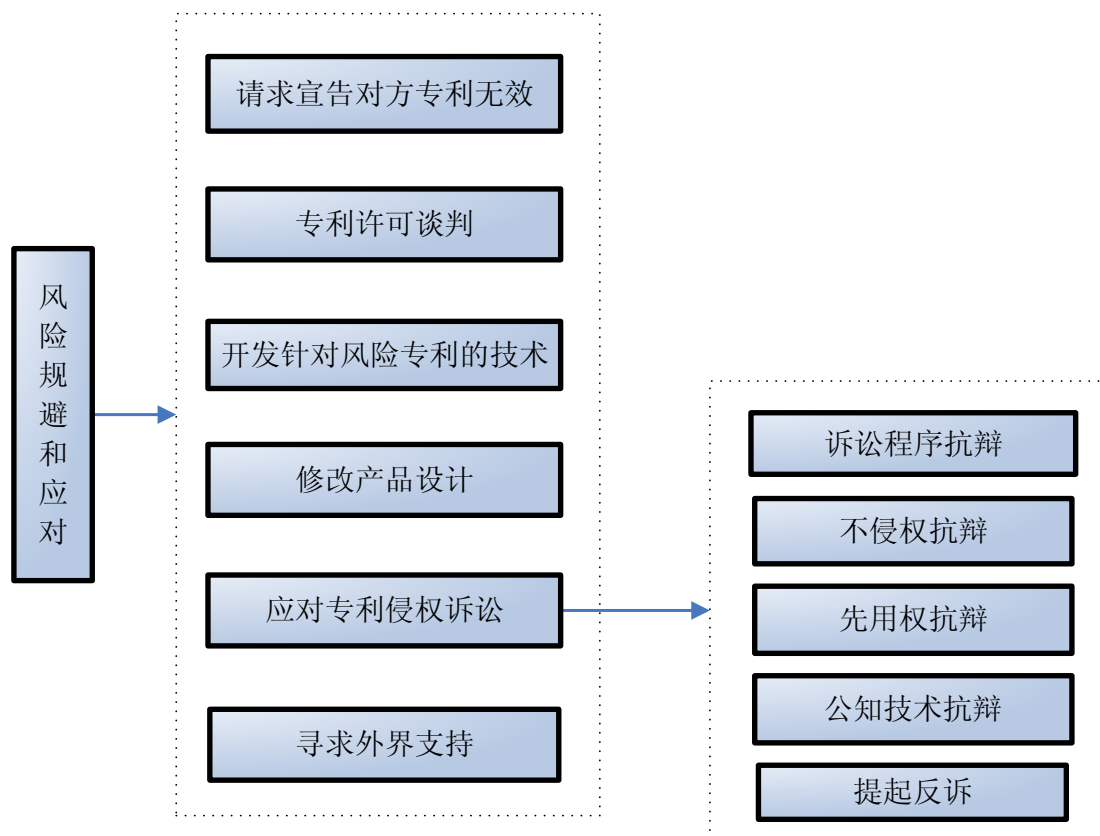 风险规避和应对
请求宣告对方专利无效
专利许可谈判
开发针对风险专利的技术
修改产品设计
应对专利侵权诉讼
寻求外界支持
诉讼程序抗辩
不侵权抗辩
先用权抗辩
公知技术抗辩
提起反诉